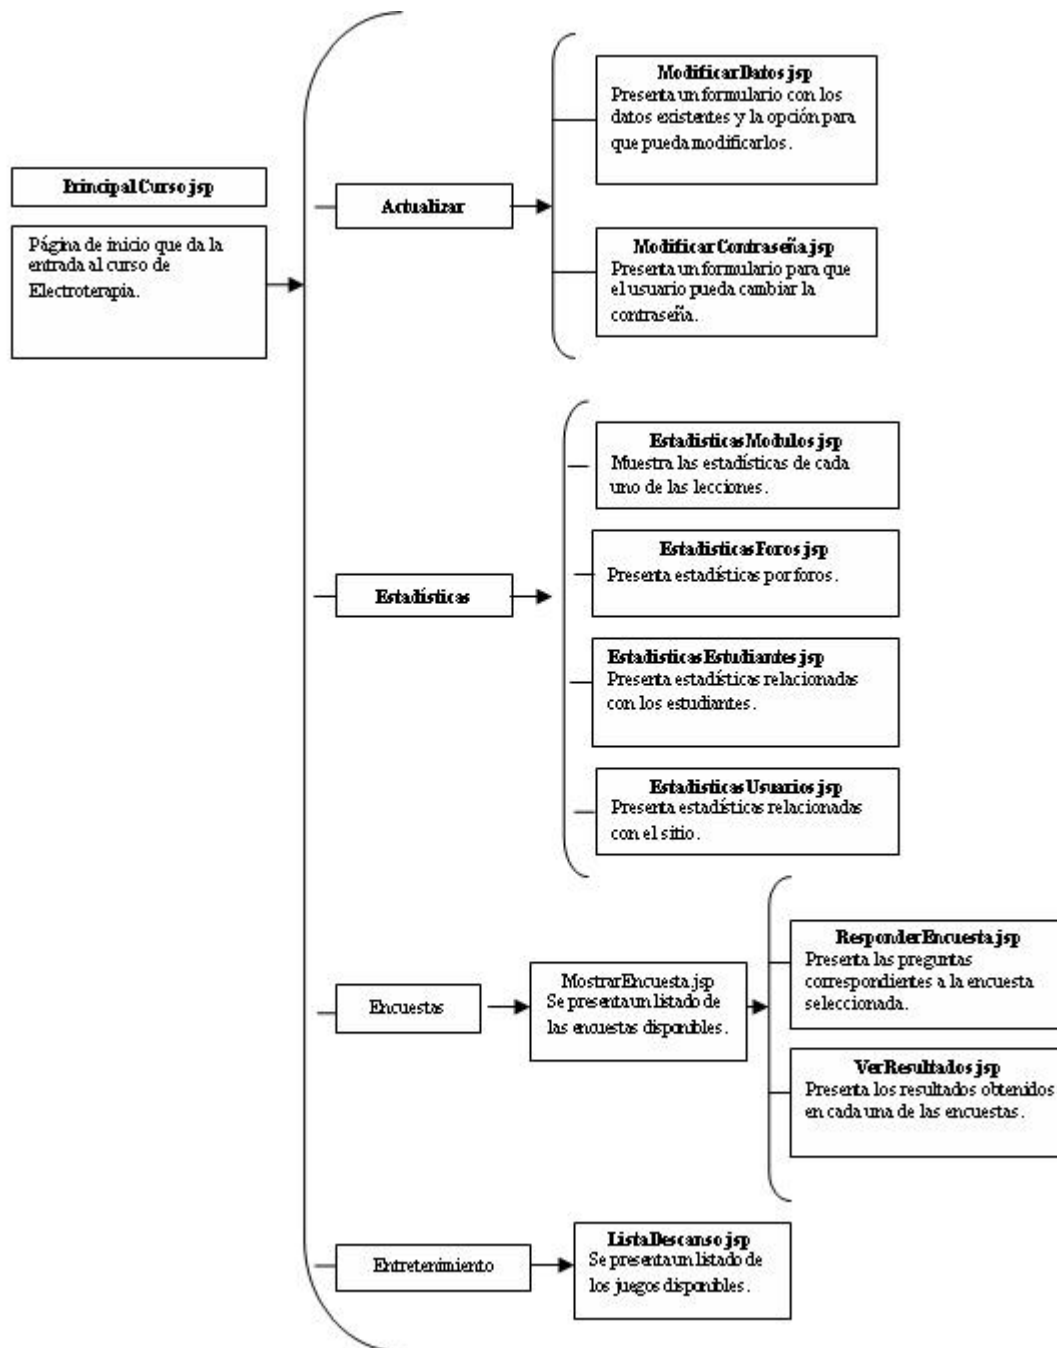 PrincipalCurso.jsp
Página de inicio que da la
entrada al curso de
Electroterapia.
Actualizar
ModificarDatos.jsp
Presenta un formulario con los
datos existentes y la opción para
que pueda modificarlos.
ModificarContraseña.jsp
Presenta un formulario para que
el usuario pueda cambiar la
contraseña.
Estadísticas
EstadisticasModulos.jsp
Muestra las estadísticas de cada
uno de las lecciones.
EstadisticasForos.jsp
Presenta estadísticas por foros.
EstadisticasEstudiantes.jsp
Presenta estadísticas relacionadas
con los estudiantes.
EstadisticasUsuarios.jsp
Presenta estadísticas relacionadas
con el sitio.
Encuestas
MostrarEncuesta.jsp
Se presenta un listado de
las encuestas disponibles.
ResponderEncuesta.jsp
Presenta las preguntas
correspondientes a la encuesta
seleccionada.
VerResultados.jsp
Presenta los resultados obtenidos
en cada una de las encuestas.
Entretenimiento
ListaDescanso.jsp
Se presenta un listado de
los juegos disponibles.